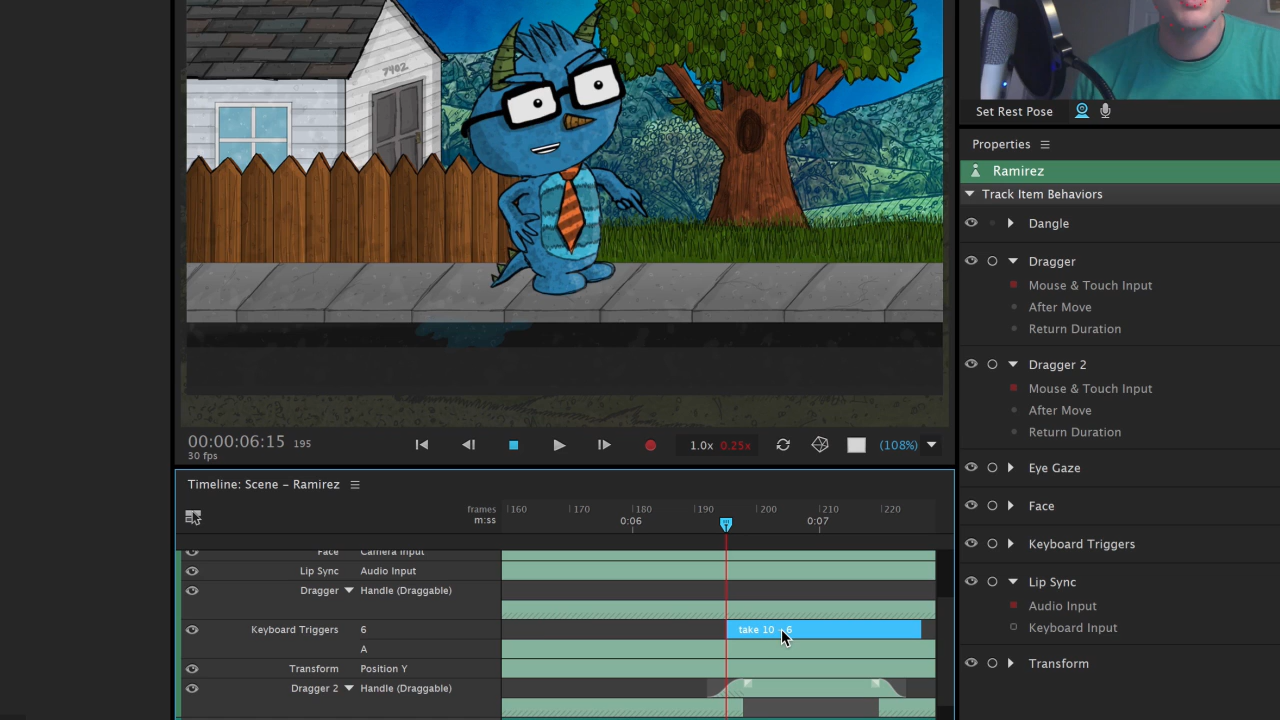 7402
Set Rest Pose
Properties
Ramirez
Track Item Behaviors
Dangle
Dragger
Mouse & Touch Input
After Move
Return Duration
Dragger 2
Mouse & Touch Input
After Move
Return Duration
Eye Gaze
Face
Keyboard Triggers
Lip Sync
Audio Input
Keyboard Input
Transform
00:00:06:15 195
30 fps
1.0x 0.25x
(108%)
Timeline: Scene – Ramirez
frames 160 170 180 190 200 210 220
m:ss 0:06 0:07
Face Camera Input
Lip Sync Audio Input
Dragger Handle (Draggable)
Keyboard Triggers 6 take 10 - 6
A
Transform Position Y
Dragger 2 Handle (Draggable)